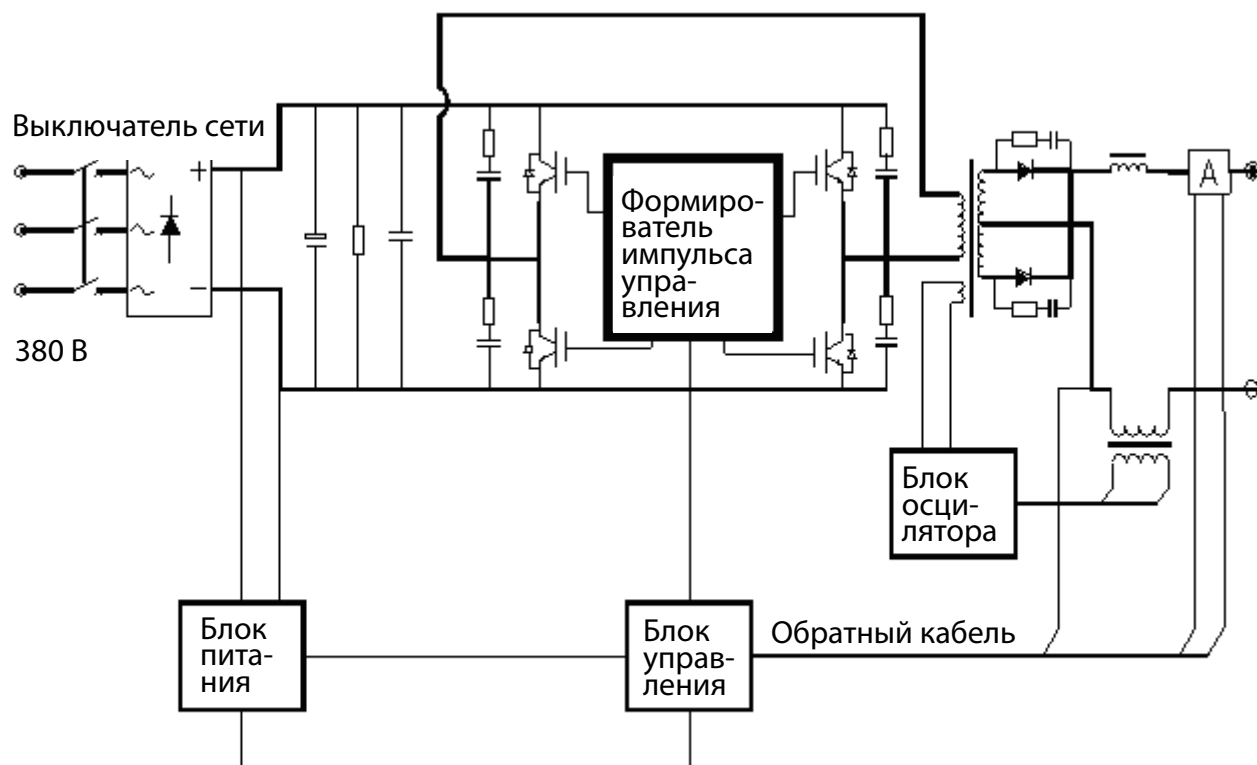 Выключатель сети
+
−
380 В
Формиро-
ватель
импульса
упра-
вления
A
Блок
осци-
лятора
Блок
пита-
ния
Блок
управ-
ления
Обратный кабель